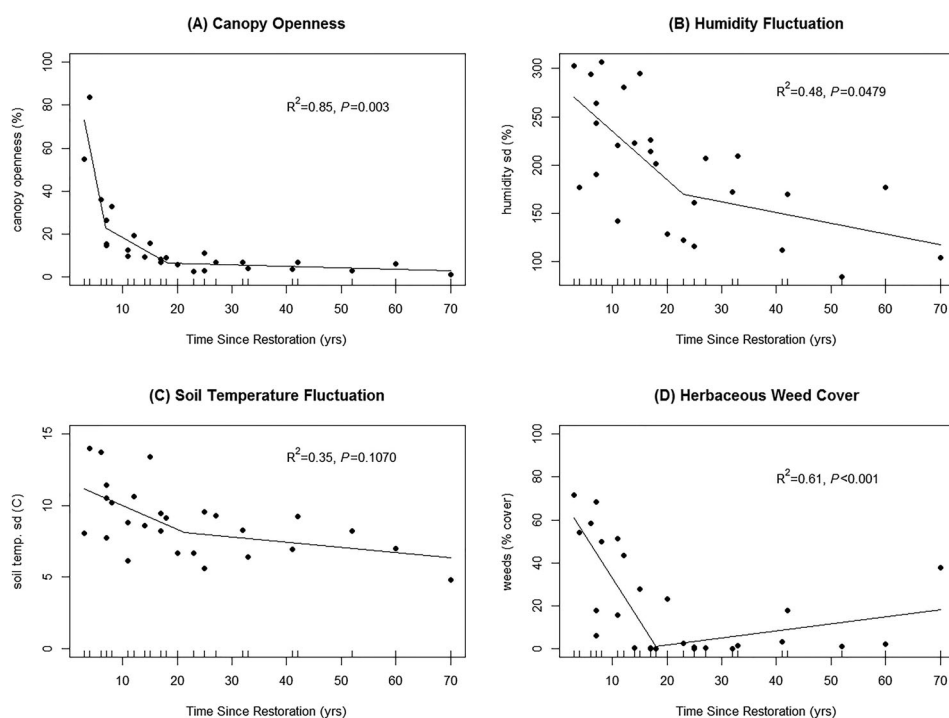 (A) Canopy Openness
R²=0.85, P=0.003
canopy openness (%)
100
80
60
40
20
0
10 20 30 40 50 60 70
Time Since Restoration (yrs)
(B) Humidity Fluctuation
R²=0.48, P=0.0479
humidity sd (%)
300
250
200
150
100
10 20 30 40 50 60 70
Time Since Restoration (yrs)
(C) Soil Temperature Fluctuation
R²=0.35, P=0.1070
soil temp. sd (C)
15
10
5
0
10 20 30 40 50 60 70
Time Since Restoration (yrs)
(D) Herbaceous Weed Cover
R²=0.61, P<0.001
weeds (% cover)
100
80
60
40
20
0
10 20 30 40 50 60 70
Time Since Restoration (yrs)